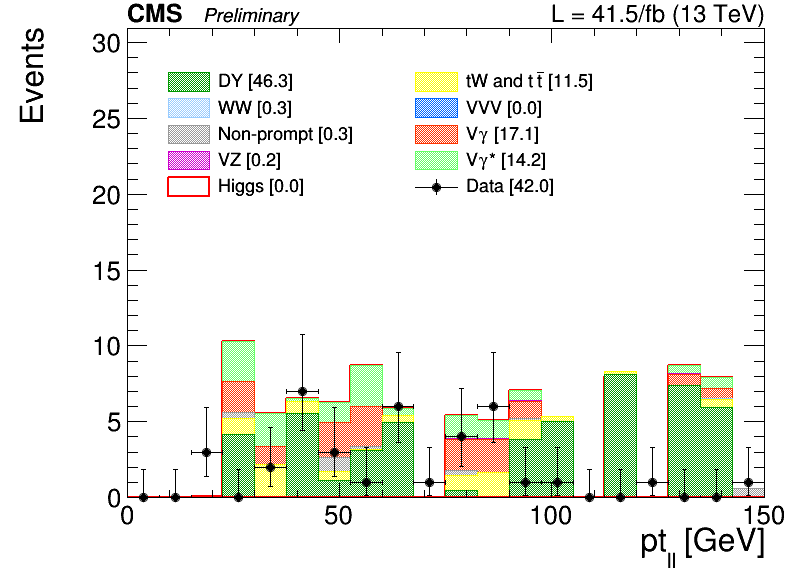 CMS Preliminary L = 41.5/fb (13 TeV)
Events
30
25
20
15
10
5
0
DY [46.3]
WW [0.3]
Non-prompt [0.3]
VZ [0.2]
Higgs [0.0]
tW and tt̅ [11.5]
VVV [0.0]
Vγ [17.1]
Vγ* [14.2]
Data [42.0]
0 50 100 150
pt_ll [GeV]